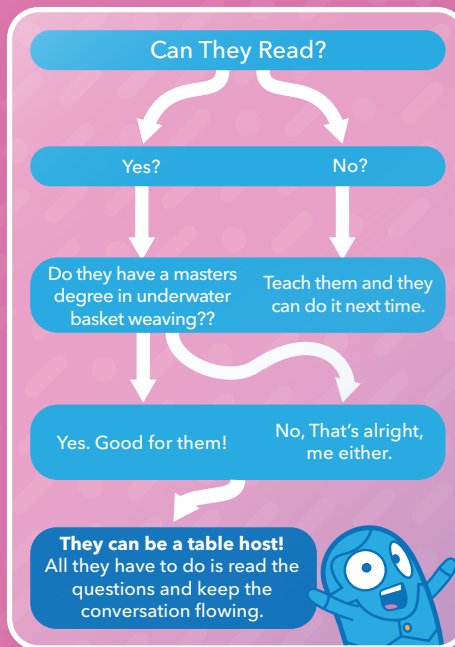 Can They Read?
Yes?
No?
Do they have a masters
degree in underwater
basket weaving??
Teach them and they
can do it next time.
Yes. Good for them!
No, That's alright,
me either.
They can be a table host!
All they have to do is read the
questions and keep the
conversation flowing.